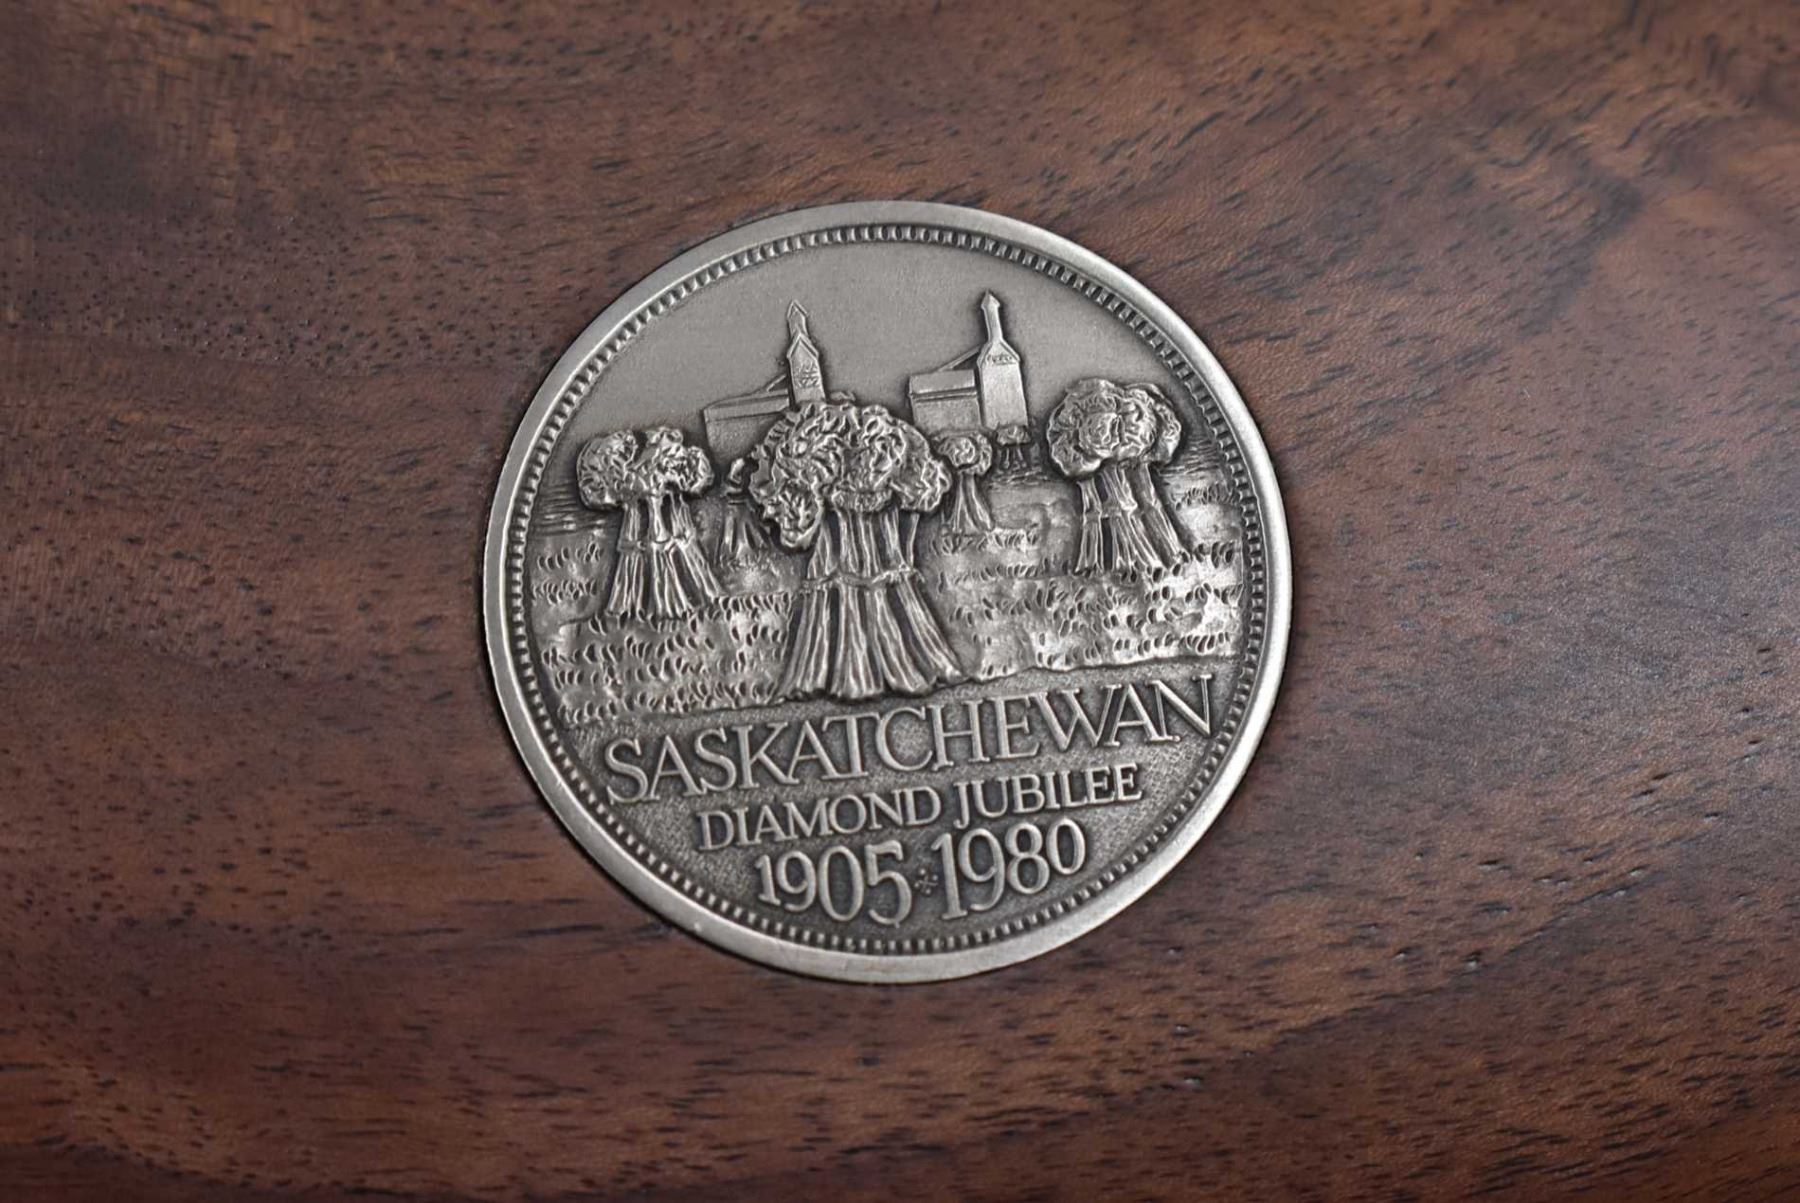 SASKATCHEWAN
DIAMOND JUBILEE
1905 1980